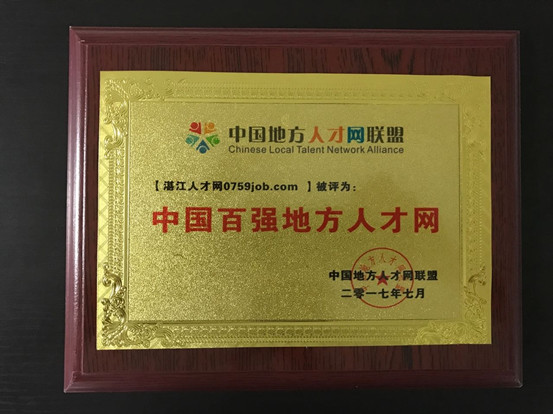 中国地方人才网联盟
Chinese Local Talent Network Alliance
【 湛江人才网0759job.com 】被评为：
中国百强地方人才网
中国地方人才网联盟
二〇一七年七月